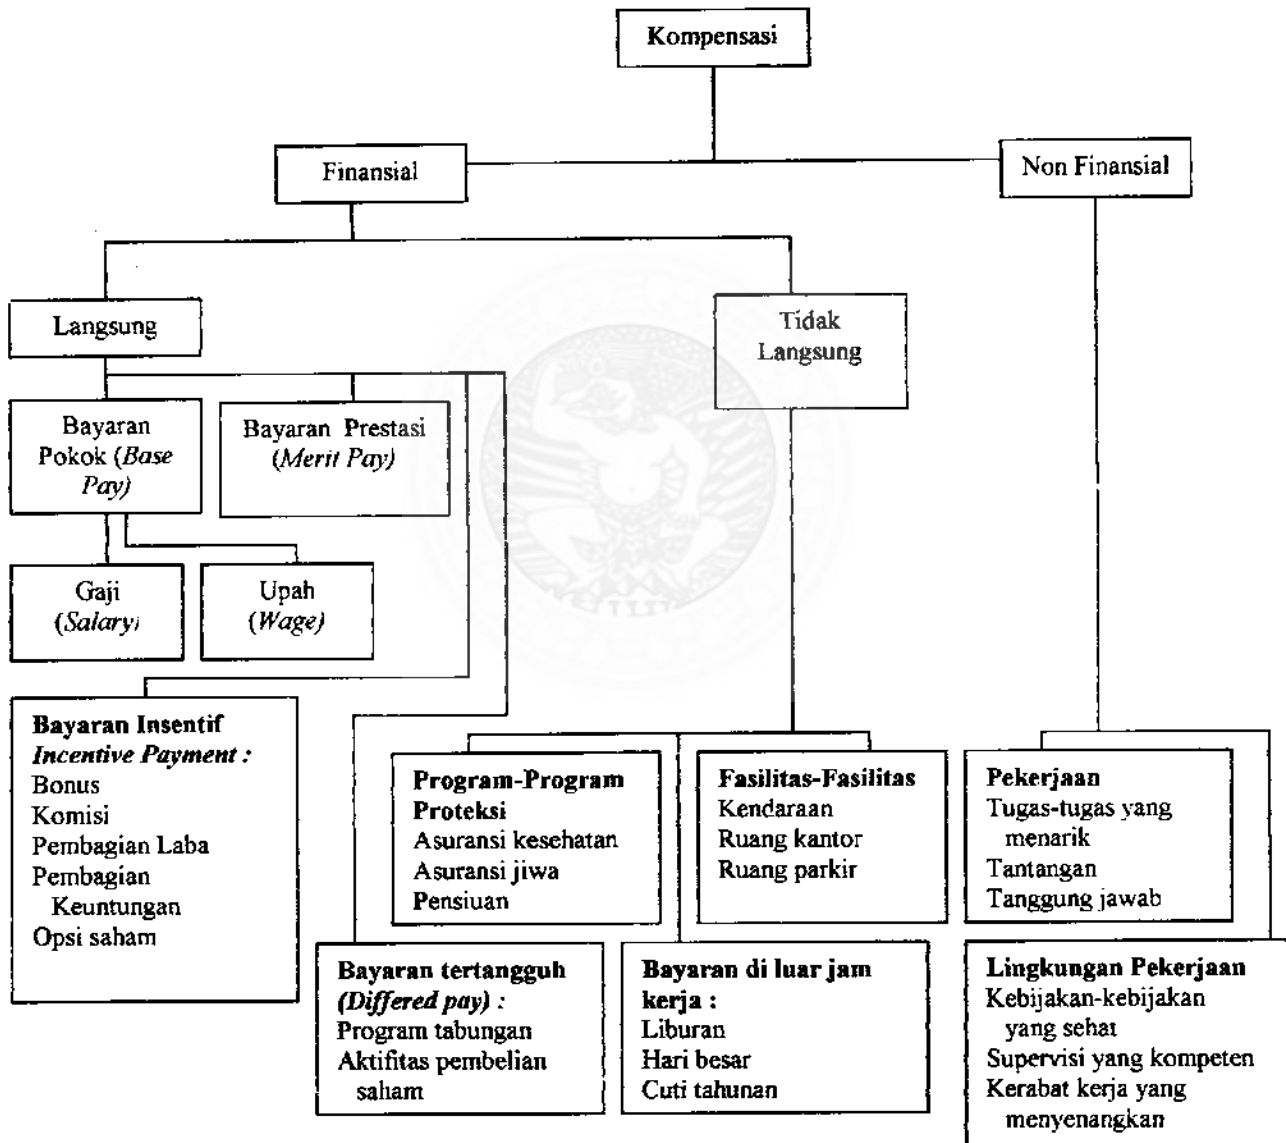 Kompensasi
Finansial
Non Finansial
Langsung
Tidak
Langsung
Bayaran
Pokok (Base
Pay)
Bayaran Prestasi
(Merit Pay)
Gaji
(Salary)
Upah
(Wage)
Bayaran Insentif
Incentive Payment :
Bonus
Komisi
Pembagian Laba
Pembagian
Keuntungan
Opsi saham
Program-Program
Proteksi
Asuransi kesehatan
Asuransi jiwa
Pensiuan
Fasilitas-Fasilitas
Kendaraan
Ruang kantor
Ruang parkir
Pekerjaan
Tugas-tugas yang
menarik
Tantangan
Tanggung jawab
Bayaran tertangguh
(Differed pay) :
Program tabungan
Aktifitas pembelian
saham
Bayaran di luar jam
kerja :
Liburan
Hari besar
Cuti tahunan
Lingkungan Pekerjaan
Kebijakan-kebijakan
yang sehat
Supervisi yang kompeten
Kerabat kerja yang
menyenangkan